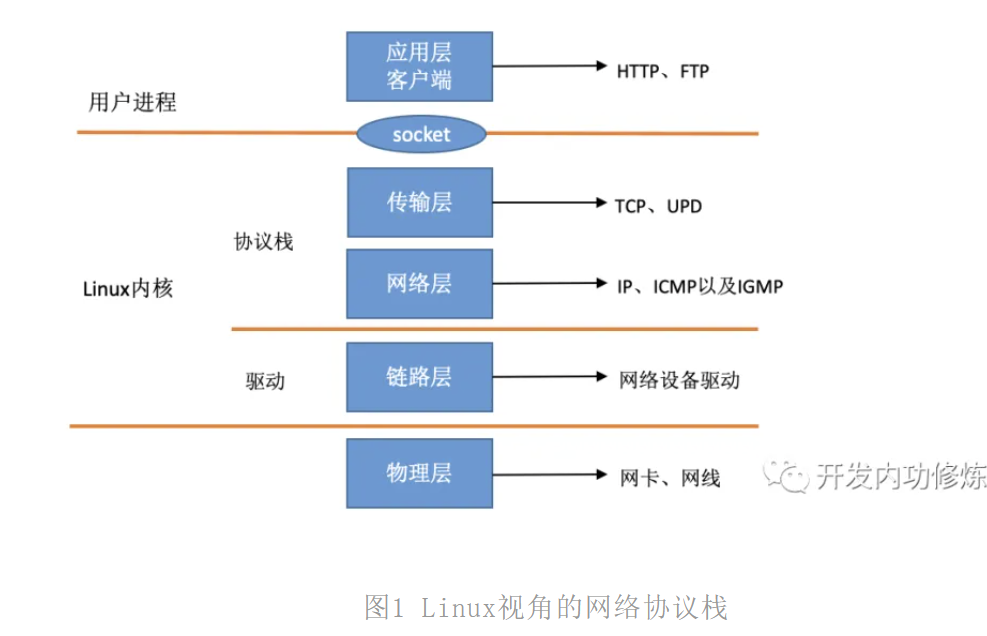 应用层
客户端
HTTP、FTP
用户进程
socket
传输层
TCP、UPD
协议栈
网络层
IP、ICMP以及IGMP
Linux内核
驱动
链路层
网络设备驱动
物理层
网卡、网线
开发内功修炼
图1 Linux视角的网络协议栈